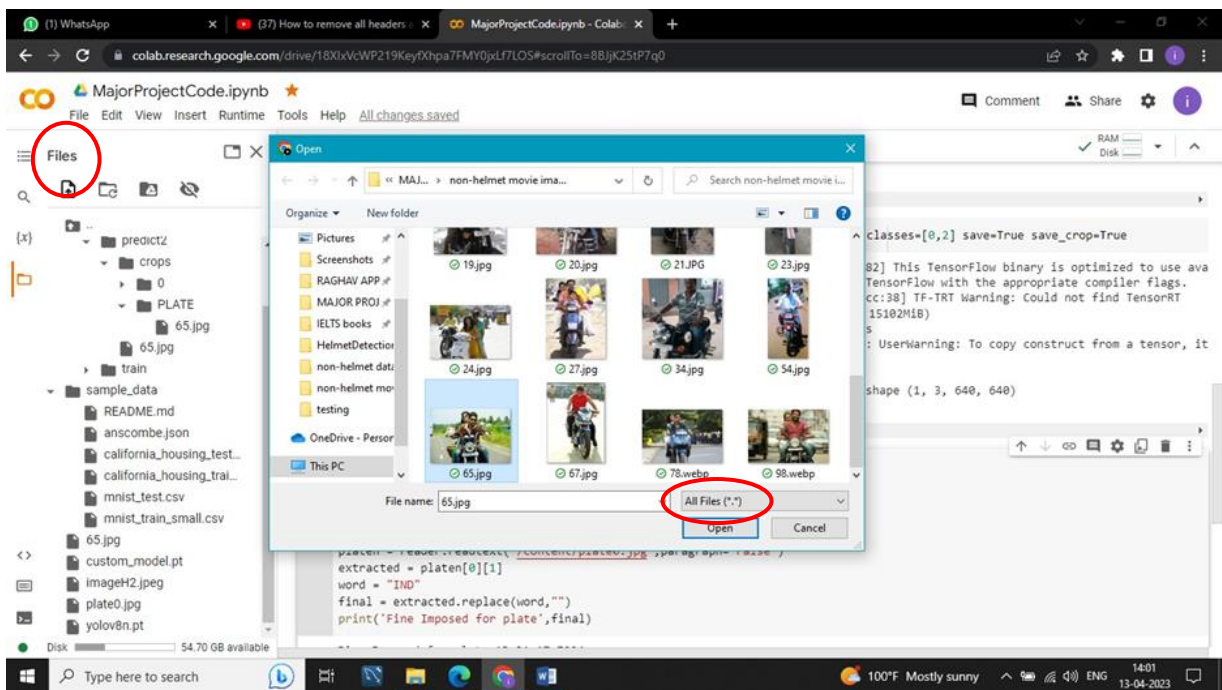 (1) WhatsApp
(37) How to remove all headers
MajorProjectCode.ipynb - Colab
colab.research.google.com/drive/18XIxVcWP219KeyfXhpa7FMY0jxLf7LOS#scrollTo=8BJjK25tP7q0
MajorProjectCode.ipynb
File Edit View Insert Runtime Tools Help All changes saved
Comment Share i
Files
RAM
Disk
Open
« MAJ... › non-helmet movie ima...
Search non-helmet movie i...
Organize New folder
Pictures
Screenshots
RAGHAV APP
MAJOR PROJ
IELTS books
HelmetDetection
non-helmet data
non-helmet mo
testing
OneDrive - Person
This PC
19.jpg 20.jpg 21.JPG 23.jpg
24.jpg 27.jpg 34.jpg 54.jpg
65.jpg 67.jpg 78.webp 98.webp
File name: 65.jpg
All Files (*.*)
Open Cancel
{x}
..
predict2
crops
0
PLATE
65.jpg
65.jpg
train
sample_data
README.md
anscombe.json
california_housing_test...
california_housing_trai...
mnist_test.csv
mnist_train_small.csv
65.jpg
custom_model.pt
imageH2.jpeg
plate0.jpg
yolov8n.pt
Disk 54.70 GB available
classes=[0,2] save=True save_crop=True
82] This TensorFlow binary is optimized to use ava
TensorFlow with the appropriate compiler flags.
cc:38] TF-TRT Warning: Could not find TensorRT
15102MiB)
s
: UserWarning: To copy construct from a tensor, it
shape (1, 3, 640, 640)
platen = reader.readtext( "/content/plate0.jpg",paragraph="False")
extracted = platen[0][1]
word = "IND"
final = extracted.replace(word,"")
print('Fine Imposed for plate',final)
Type here to search
100°F Mostly sunny
ENG
14:01
13-04-2023